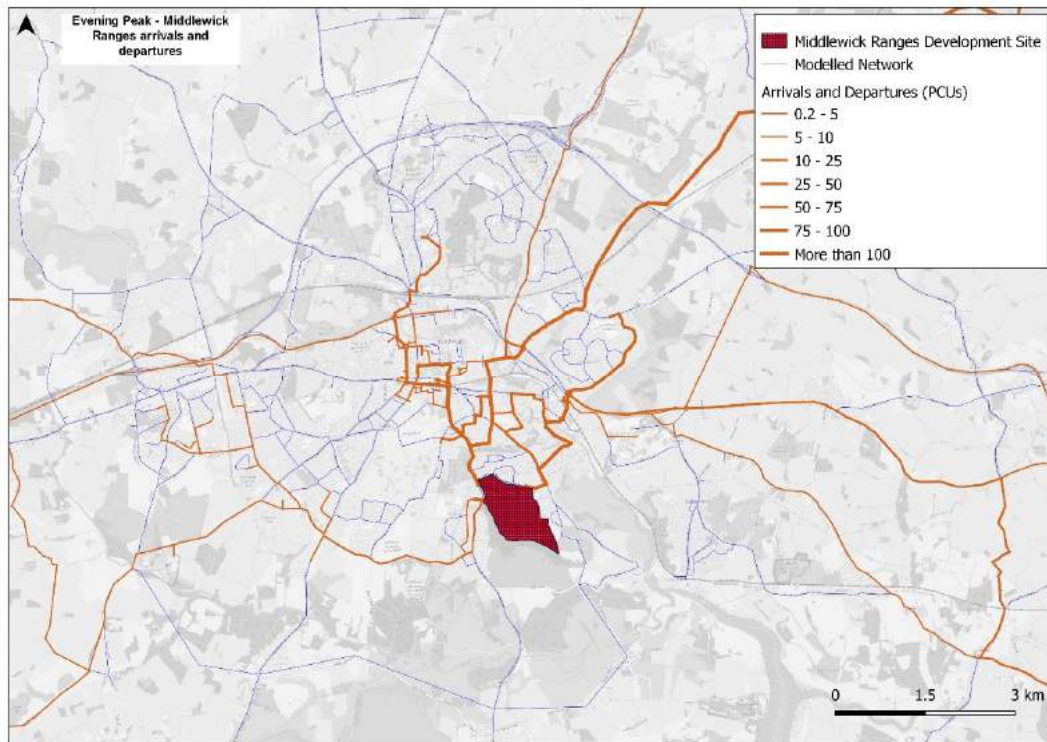 Evening Peak - Middlewick
Ranges arrivals and
departures
Middlewick Ranges Development Site
Modelled Network
Arrivals and Departures (PCUs)
0.2 - 5
5 - 10
10 - 25
25 - 50
50 - 75
75 - 100
More than 100
0 1.5 3 km